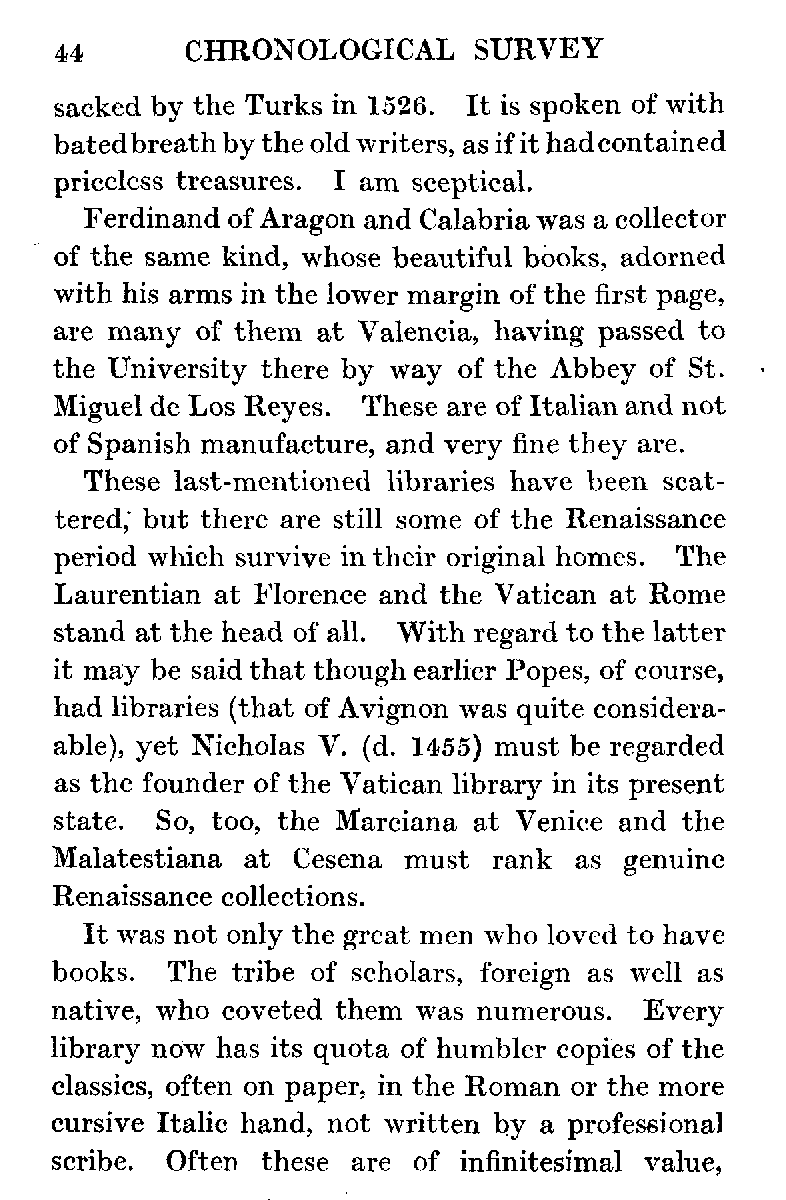 44 CHRONOLOGICAL SURVEY
sacked by the Turks in 1526. It is spoken of with
bated breath by the old writers, as if it had contained
priceless treasures. I am sceptical.
Ferdinand of Aragon and Calabria was a collector
of the same kind, whose beautiful books, adorned
with his arms in the lower margin of the first page,
are many of them at Valencia, having passed to
the University there by way of the Abbey of St.
Miguel de Los Reyes. These are of Italian and not
of Spanish manufacture, and very fine they are.
These last-mentioned libraries have been scat-
tered; but there are still some of the Renaissance
period which survive in their original homes. The
Laurentian at Florence and the Vatican at Rome
stand at the head of all. With regard to the latter
it may be said that though earlier Popes, of course,
had libraries (that of Avignon was quite considera-
able), yet Nicholas V. (d. 1455) must be regarded
as the founder of the Vatican library in its present
state. So, too, the Marciana at Venice and the
Malatestiana at Cesena must rank as genuine
Renaissance collections.
It was not only the great men who loved to have
books. The tribe of scholars, foreign as well as
native, who coveted them was numerous. Every
library now has its quota of humbler copies of the
classics, often on paper, in the Roman or the more
cursive Italic hand, not written by a professional
scribe. Often these are of infinitesimal value,